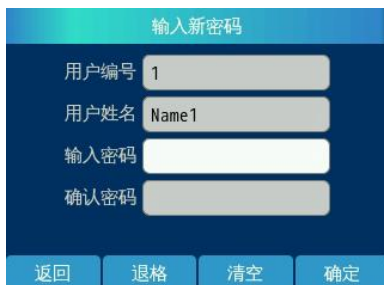 输入新密码
用户编号 1
用户姓名 Name1
输入密码
确认密码
返回 退格 清空 确定